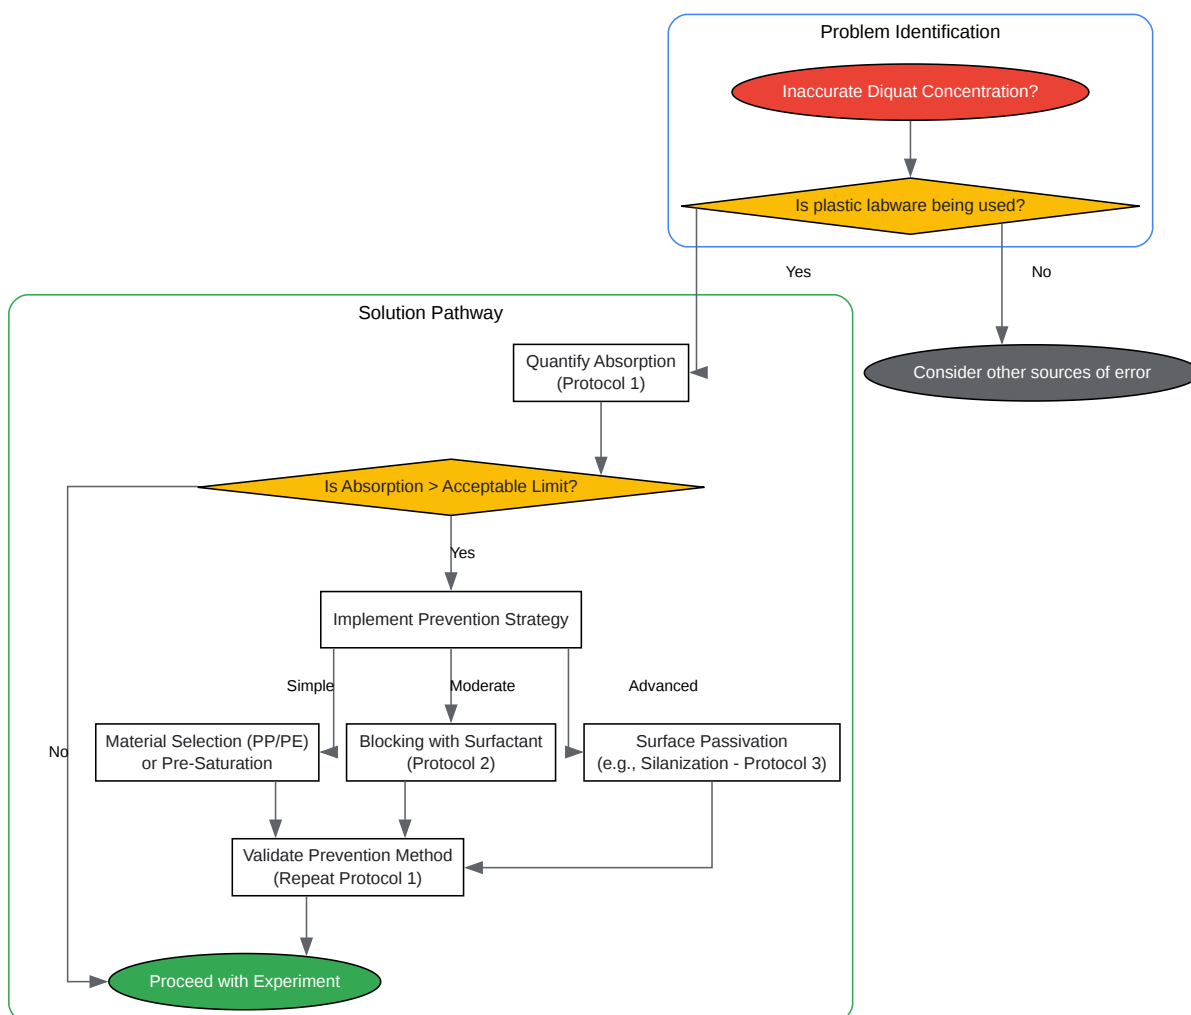 Problem Identification
Inaccurate Diquat Concentration?
Is plastic labware being used?
Yes
No
Solution Pathway
Quantify Absorption
(Protocol 1)
Consider other sources of error
Is Absorption > Acceptable Limit?
Yes
Implement Prevention Strategy
Simple
Moderate
Advanced
No
Material Selection (PP/PE)
or Pre-Saturation
Blocking with Surfactant
(Protocol 2)
Surface Passivation
(e.g., Silanization - Protocol 3)
Validate Prevention Method
(Repeat Protocol 1)
Proceed with Experiment